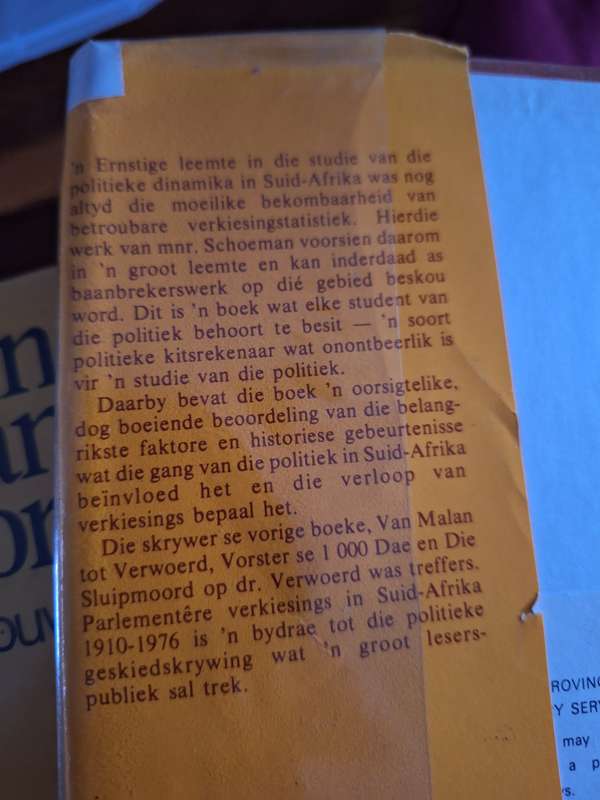 'n Ernstige leemte in die studie van die
politieke dinamika in Suid-Afrika was nog
altyd die moeilike bekombaarheid van
betroubare verkiesingstatistiek. Hierdie
werk van mnr. Schoeman voorsien daarom
in 'n groot leemte en kan inderdaad as
baanbrekerswerk op dié gebied beskou
word. Dit is 'n boek wat elke student van
die politiek behoort te besit — 'n soort
politieke kitsrekenaar wat onontbeerlik is
vir 'n studie van die politiek.
Daarby bevat die boek 'n oorsigtelike,
dog boeiende beoordeling van die belang-
rikste faktore en historiese gebeurtenisse
wat die gang van die politiek in Suid-Afrika
beïnvloed het en die verloop van
verkiesings bepaal het.
Die skrywer se vorige boeke, Van Malan
tot Verwoerd, Vorster se 1 000 Dae en Die
Sluipmoord op dr. Verwoerd was treffers.
Parlementêre verkiesings in Suid-Afrika
1910-1976 is 'n bydrae tot die politieke
geskiedskrywing wat 'n groot lesers-
publiek sal trek.
ROVINC
Y SER
may
a p